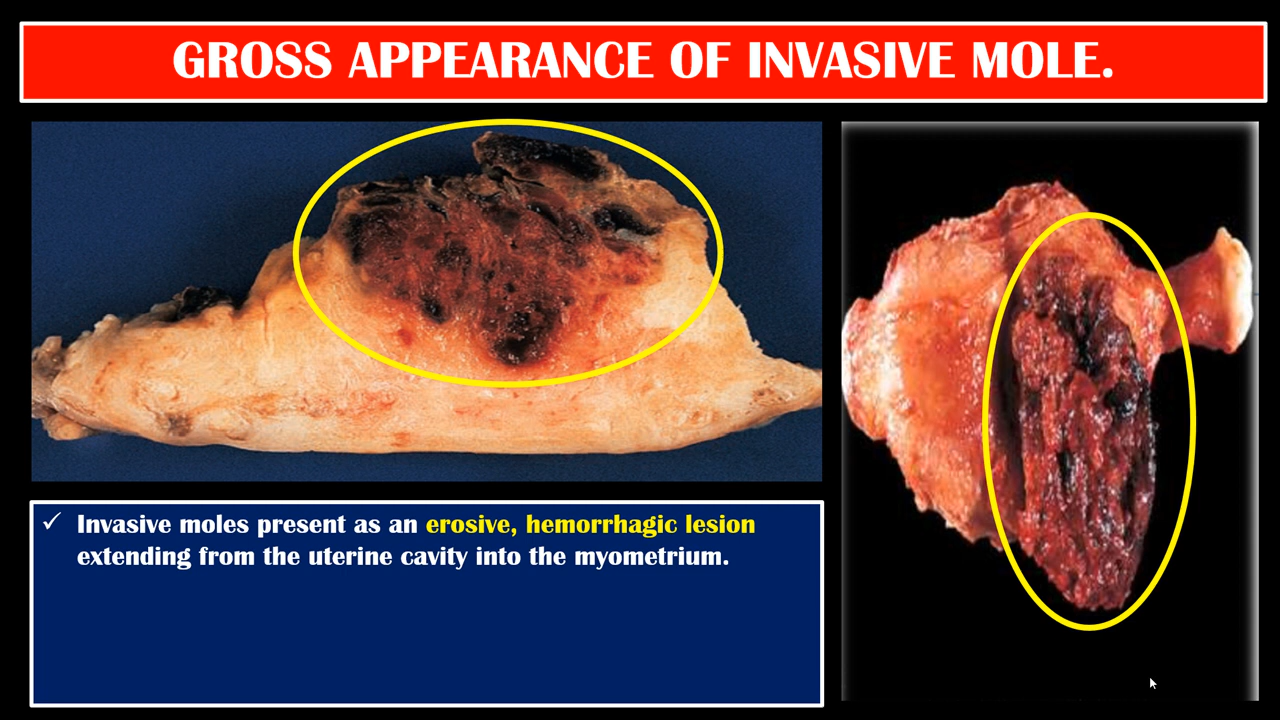 GROSS APPEARANCE OF INVASIVE MOLE.
✓ Invasive moles present as an erosive, hemorrhagic lesion
extending from the uterine cavity into the myometrium.